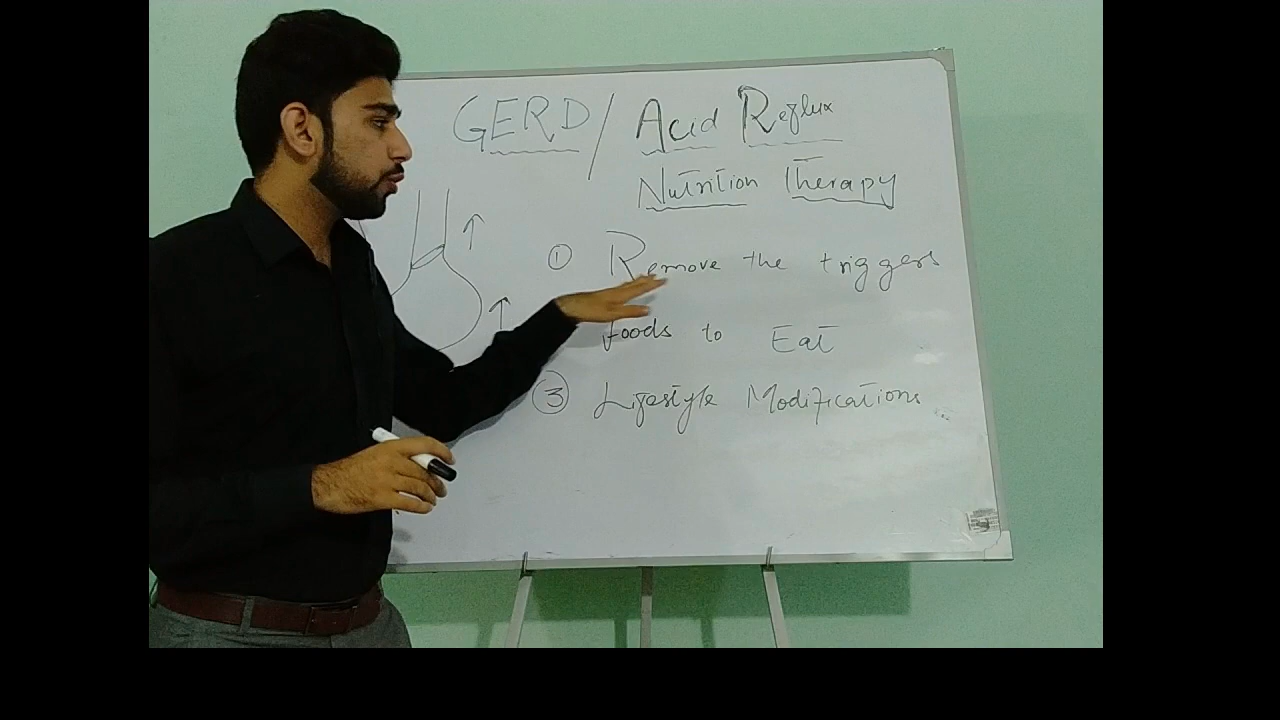 GERD / Acid Reflux
Nutrition Therapy
① Remove the triggers
foods to Eat
③ Lifestyle Modifications